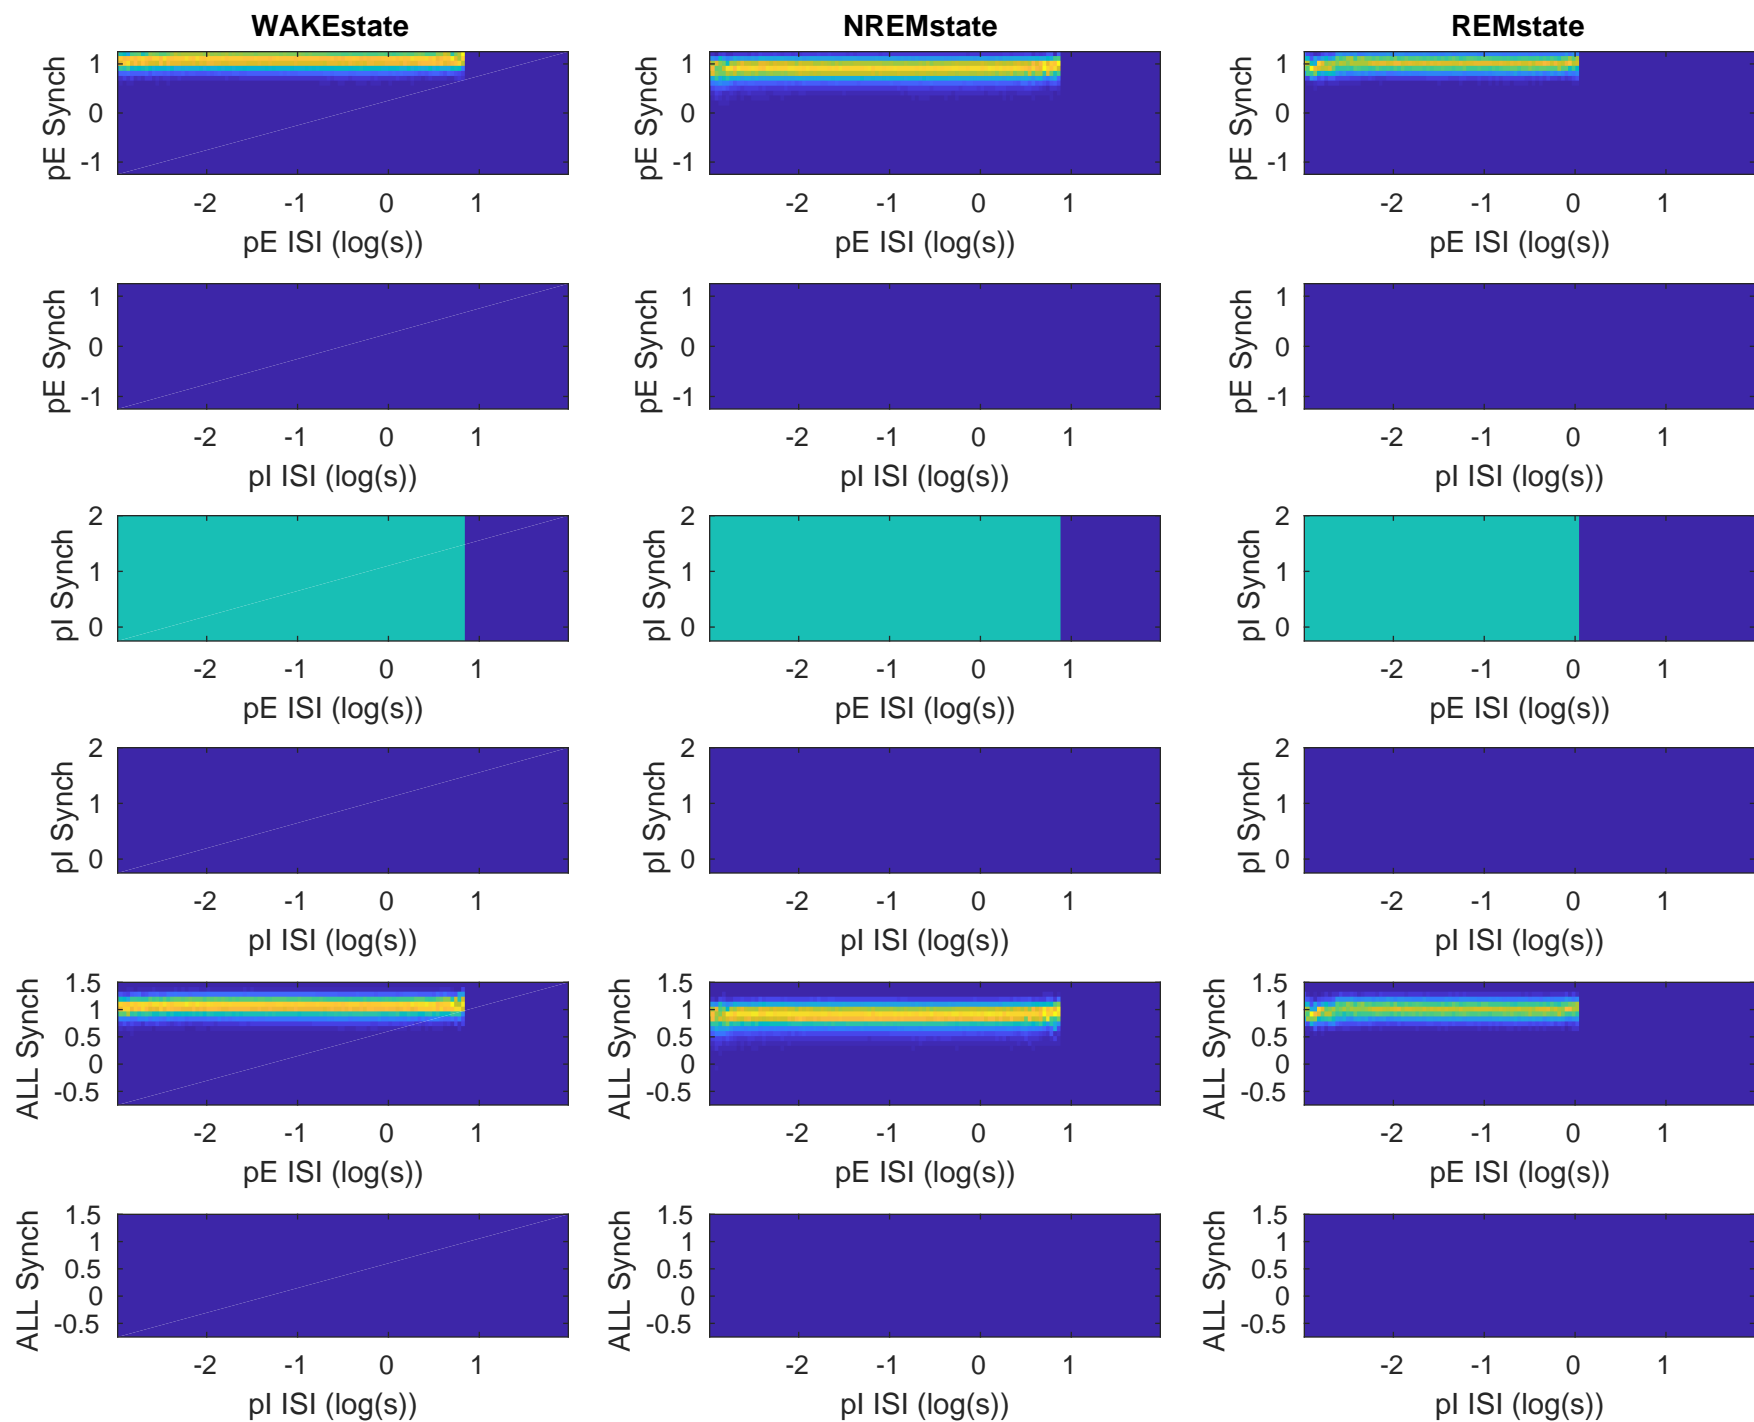 WAKEstate NREMstate REMstate
pE Synch pE Synch pE Synch
1 1 1
0 0 0
-1 -1 -1
-2 -1 0 1 -2 -1 0 1 -2 -1 0 1
pE ISI (log(s)) pE ISI (log(s)) pE ISI (log(s))
pE Synch pE Synch pE Synch
1 1 1
0 0 0
-1 -1 -1
-2 -1 0 1 -2 -1 0 1 -2 -1 0 1
pI ISI (log(s)) pI ISI (log(s)) pI ISI (log(s))
pI Synch pI Synch pI Synch
2 2 2
1 1 1
0 0 0
-2 -1 0 1 -2 -1 0 1 -2 -1 0 1
pE ISI (log(s)) pE ISI (log(s)) pE ISI (log(s))
pI Synch pI Synch pI Synch
2 2 2
1 1 1
0 0 0
-2 -1 0 1 -2 -1 0 1 -2 -1 0 1
pI ISI (log(s)) pI ISI (log(s)) pI ISI (log(s))
ALL Synch ALL Synch ALL Synch
1.5 1.5 1.5
1 1 1
0.5 0.5 0.5
0 0 0
-0.5 -0.5 -0.5
-2 -1 0 1 -2 -1 0 1 -2 -1 0 1
pE ISI (log(s)) pE ISI (log(s)) pE ISI (log(s))
ALL Synch ALL Synch ALL Synch
1.5 1.5 1.5
1 1 1
0.5 0.5 0.5
0 0 0
-0.5 -0.5 -0.5
-2 -1 0 1 -2 -1 0 1 -2 -1 0 1
pI ISI (log(s)) pI ISI (log(s)) pI ISI (log(s))